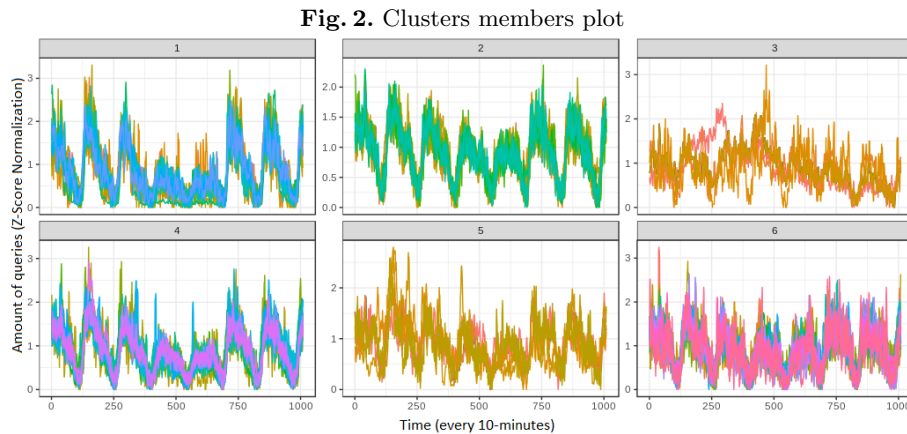 Fig. 2. Clusters members plot
1 2 3
3 2 1 0
2.0 1.5 1.0 0.5 0.0
3 2 1 0
4 5 6
3 2 1 0
3 2 1 0
3 2 1 0
Amount of queries (Z-Score Normalization)
0 250 500 750 1000 0 250 500 750 1000 0 250 500 750 1000
Time (every 10-minutes)